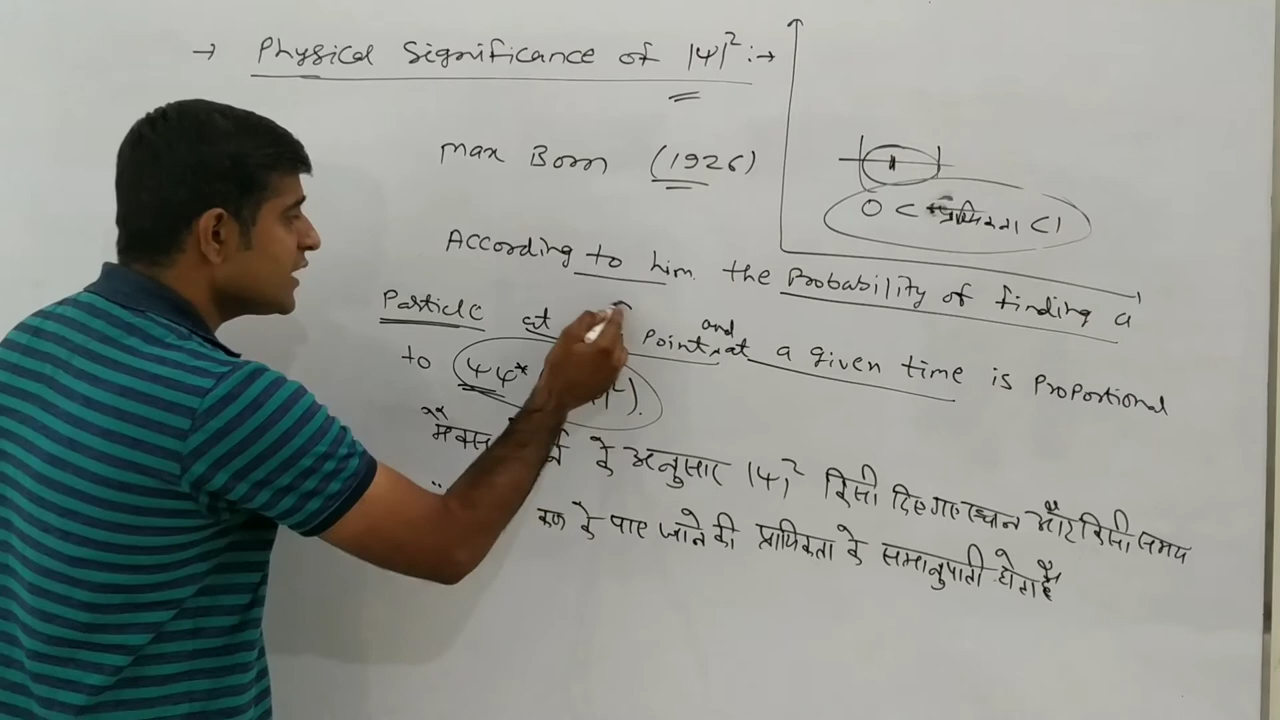 → Physical Significance of |Ψ|² :→
Max Born (1926)
0 < प्रायिकता < 1
According to him. the Probability of finding a
Particle at Point, and at a given time is Proportional
to (ΨΨ*
के अनुसार |Ψ|² किसी दिए गए स्थान और किसी समय
कण के पाए जाने की प्रायिकता के समानुपाती होता है